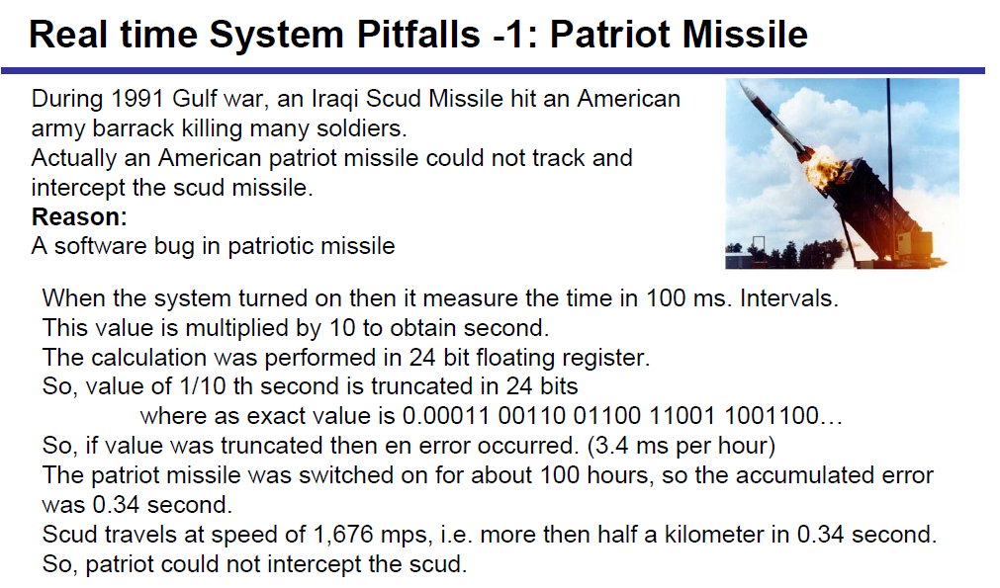 Real time System Pitfalls -1: Patriot Missile
During 1991 Gulf war, an Iraqi Scud Missile hit an American
army barrack killing many soldiers.
Actually an American patriot missile could not track and
intercept the scud missile.
Reason:
A software bug in patriotic missile
When the system turned on then it measure the time in 100 ms. Intervals.
This value is multiplied by 10 to obtain second.
The calculation was performed in 24 bit floating register.
So, value of 1/10 th second is truncated in 24 bits
where as exact value is 0.00011 00110 01100 11001 1001100…
So, if value was truncated then en error occurred. (3.4 ms per hour)
The patriot missile was switched on for about 100 hours, so the accumulated error
was 0.34 second.
Scud travels at speed of 1,676 mps, i.e. more then half a kilometer in 0.34 second.
So, patriot could not intercept the scud.